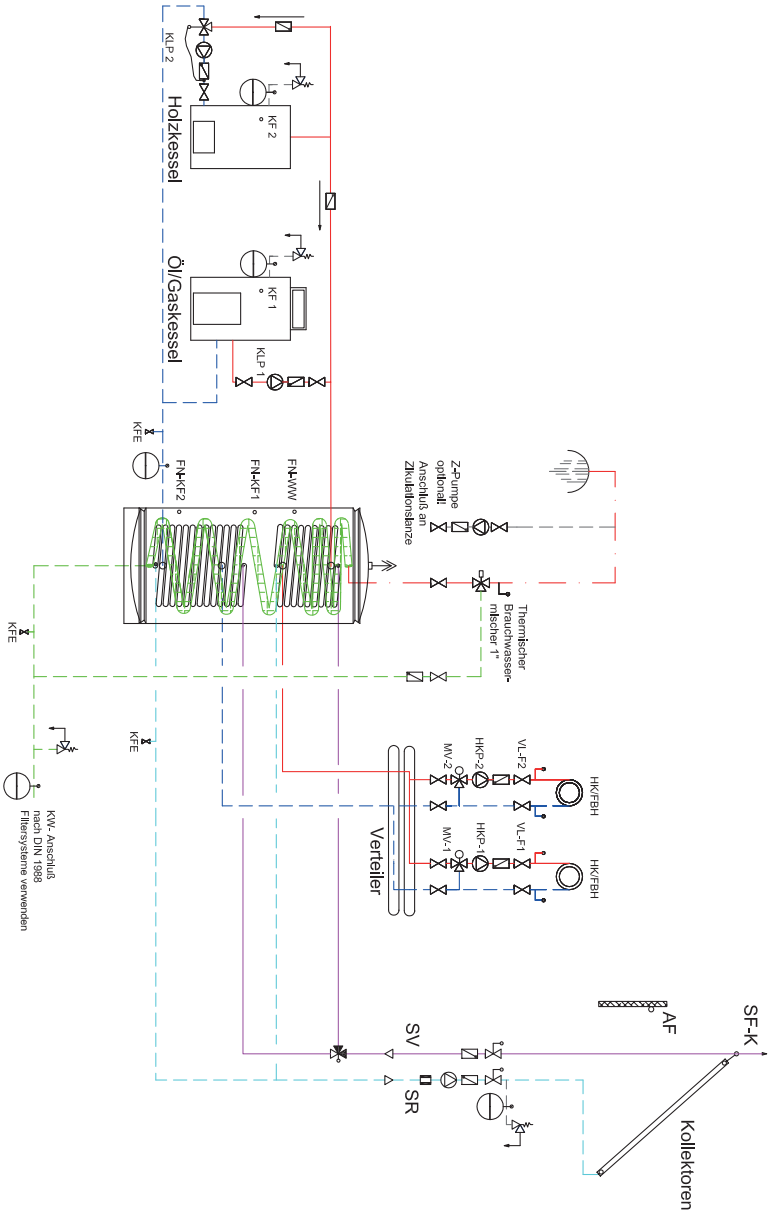 KLP 2
KF 2
Holzkessel
KF 1
Öl/Gaskessel
KLP 1
KFE
FN-KF2
FN-KF1
FN-WW
Z-Pumpe
optional!
Anschluß an
Zikulationslanze
Thermischer
Brauchwasser-
mischer 1"
KFE
KFE
KW- Anschluß
nach DIN 1988
Filtersysteme verwenden
HK/FBH
VL-F2
HKP-2
MV-2
HK/FBH
VL-F1
HKP-1
MV-1
Verteiler
AF
SF-K
SV
SR
Kollektoren